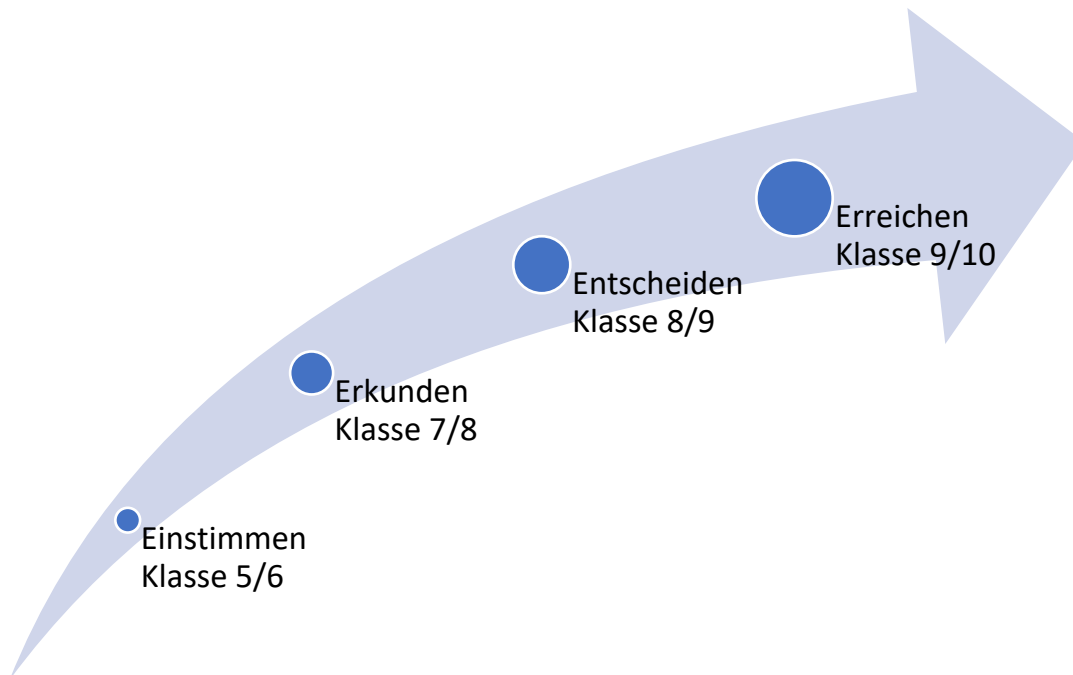 Erreichen
Klasse 9/10
Entscheiden
Klasse 8/9
Erkunden
Klasse 7/8
Einstimmen
Klasse 5/6